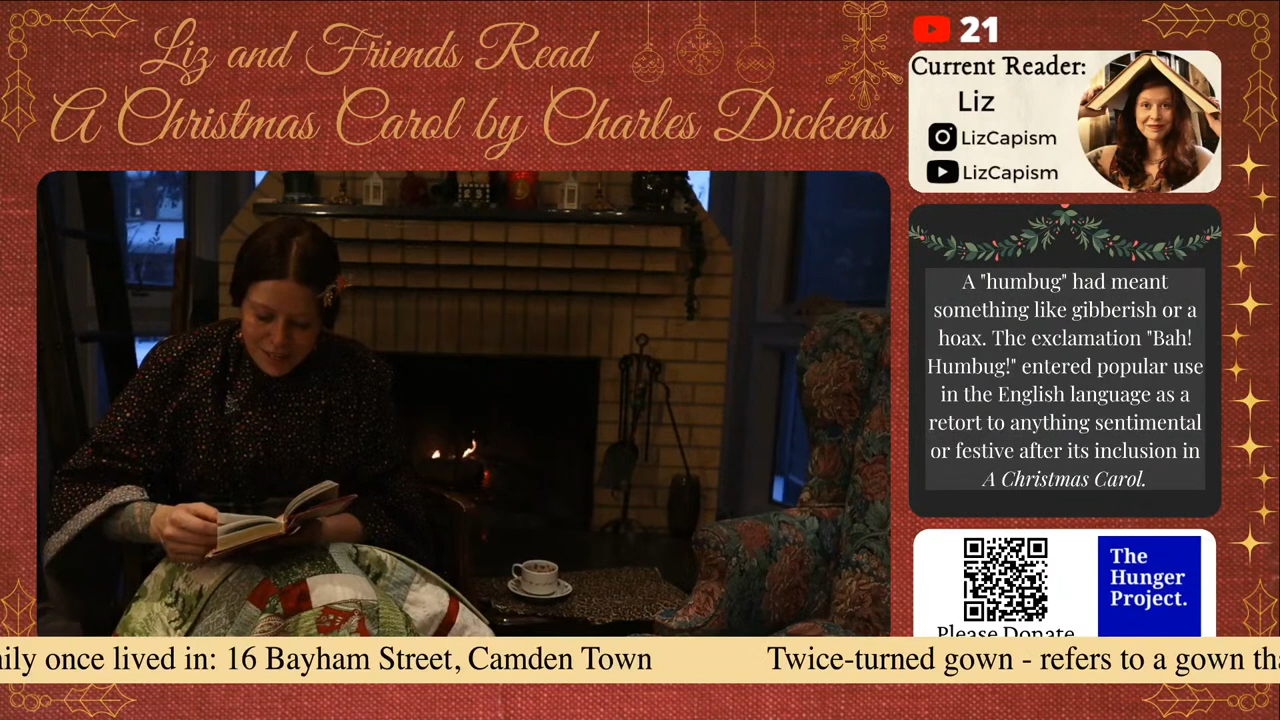 Liz and Friends Read
A Christmas Carol by Charles Dickens
21
Current Reader:
Liz
LizCapism
LizCapism
A "humbug" had meant
something like gibberish or a
hoax. The exclamation "Bah!
Humbug!" entered popular use
in the English language as a
retort to anything sentimental
or festive after its inclusion in
A Christmas Carol.
The
Hunger
Project.
Please Donate
once lived in: 16 Bayham Street, Camden Town
Twice-turned gown - refers to a gown